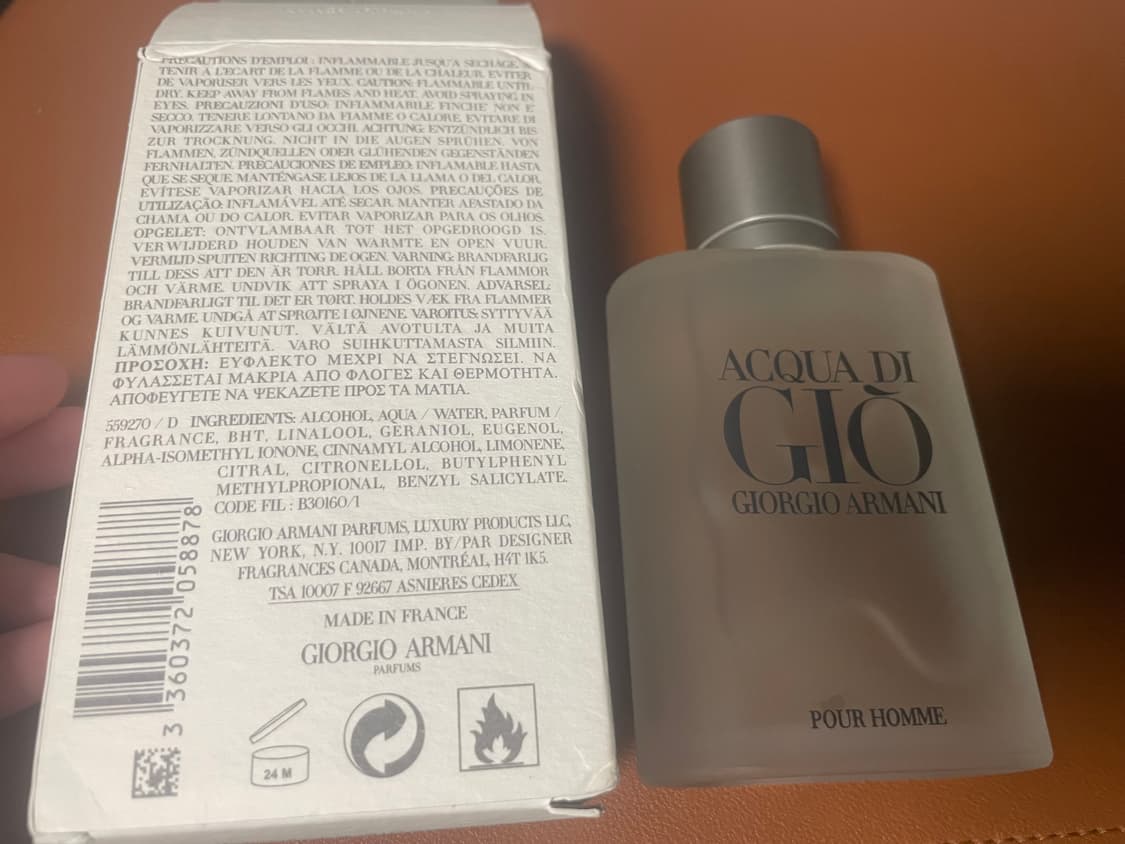 PRECAUTIONS D'EMPLOI : INFLAMMABLE JUSQU'A SECHAGE.
TENIR A L'ECART DE LA FLAMME OU DE LA CHALEUR. EVITER
DE VAPORISER VERS LES YEUX. CAUTION: FLAMMABLE UNTIL
DRY. KEEP AWAY FROM FLAMES AND HEAT. AVOID SPRAYING IN
EYES. PRECAUZIONI D'USO: INFIAMMABILE FINCHE' NON E'
SECCO. TENERE LONTANO DA FIAMME O CALORE. EVITARE DI
VAPORIZZARE VERSO GLI OCCHI. ACHTUNG: ENTZÜNDLICH BIS
ZUR TROCKNUNG. NICHT IN DIE AUGEN SPRÜHEN. VON
FLAMMEN, ZÜNDQUELLEN ODER GLÜHENDEN GEGENSTÄNDEN
FERNHALTEN. PRECAUCIONES DE EMPLEO: INFLAMABLE HASTA
QUE SE SEQUE. MANTÉNGASE LEJOS DE LA LLAMA O DEL CALOR.
EVÍTESE VAPORIZAR HACIA LOS OJOS. PRECAUÇÕES DE
UTILIZAÇÃO: INFLAMÁVEL ATÉ SECAR. MANTER AFASTADO DA
CHAMA OU DO CALOR. EVITAR VAPORIZAR PARA OS OLHOS.
OPGELET: ONTVLAMBAAR TOT HET OPGEDROOGD IS.
VERWIJDERD HOUDEN VAN WARMTE EN OPEN VUUR.
VERMIJD SPUITEN RICHTING DE OGEN. VARNING: BRANDFARLIG
TILL DESS ATT DEN ÄR TORR. HÅLL BORTA FRÅN FLAMMOR
OCH VÄRME. UNDVIK ATT SPRAYA I ÖGONEN. ADVARSEL:
BRANDFARLIGT TIL DET ER TØRT. HOLDES VÆK FRA FLAMMER
OG VARME. UNDGÅ AT SPRØJTE I ØJNENE. VAROITUS: SYTTYVÄÄ
KUNNES KUIVUNUT. VÄLTÄ AVOTULTA JA MUITA
LÄMMÖNLÄHTEITÄ. VARO SUIHKUTTAMASTA SILMIIN.
ΠΡΟΣΟΧΗ: ΕΥΦΛΕΚΤΟ ΜΕΧΡΙ ΝΑ ΣΤΕΓΝΩΣΕΙ. ΝΑ
ΦΥΛΑΣΣΕΤΑΙ ΜΑΚΡΙΑ ΑΠΟ ΦΛΟΓΕΣ ΚΑΙ ΘΕΡΜΟΤΗΤΑ.
ΑΠΟΦΕΥΓΕΤΕ ΝΑ ΨΕΚΑΖΕΤΕ ΠΡΟΣ ΤΑ ΜΑΤΙΑ.
559270 / D INGREDIENTS: ALCOHOL, AQUA / WATER, PARFUM /
FRAGRANCE, BHT, LINALOOL, GERANIOL, EUGENOL,
ALPHA-ISOMETHYL IONONE, CINNAMYL ALCOHOL, LIMONENE,
CITRAL, CITRONELLOL, BUTYLPHENYL
METHYLPROPIONAL, BENZYL SALICYLATE.
CODE FIL : B30160/1
GIORGIO ARMANI PARFUMS, LUXURY PRODUCTS LLC,
NEW YORK, N.Y. 10017 IMP. BY/PAR DESIGNER
FRAGRANCES CANADA, MONTRÉAL, H4T 1K5.
TSA 10007 F 92667 ASNIERES CEDEX
MADE IN FRANCE
GIORGIO ARMANI
PARFUMS
3 360372 058878
24 M
ACQUA DI
GIÒ
GIORGIO ARMANI
POUR HOMME